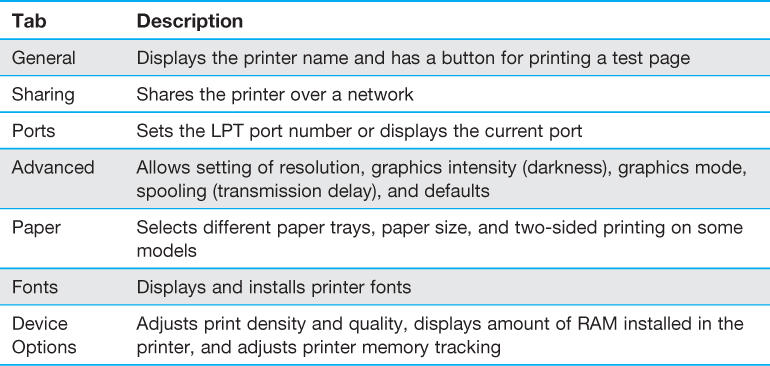 Tab Description
General Displays the printer name and has a button for printing a test page
Sharing Shares the printer over a network
Ports Sets the LPT port number or displays the current port
Advanced Allows setting of resolution, graphics intensity (darkness), graphics mode,
spooling (transmission delay), and defaults
Paper Selects different paper trays, paper size, and two-sided printing on some
models
Fonts Displays and installs printer fonts
Device Adjusts print density and quality, displays amount of RAM installed in the
Options printer, and adjusts printer memory tracking